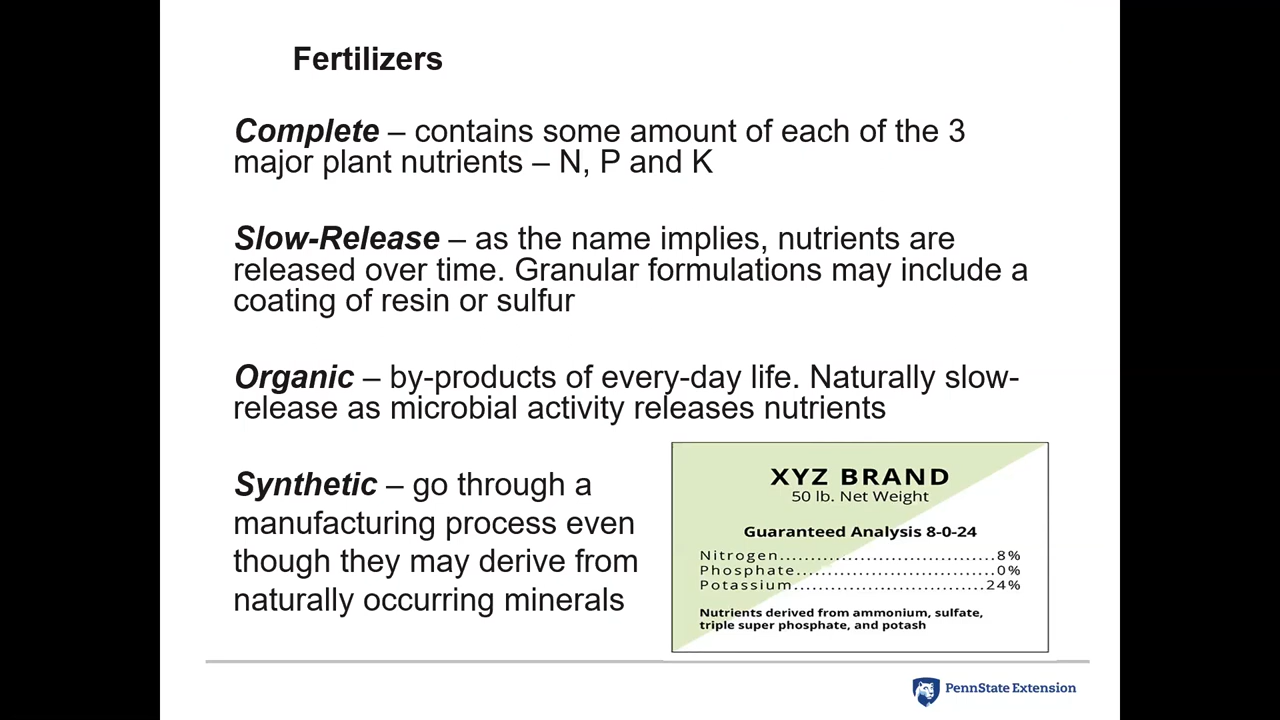 Fertilizers
Complete – contains some amount of each of the 3
major plant nutrients – N, P and K
Slow-Release – as the name implies, nutrients are
released over time. Granular formulations may include a
coating of resin or sulfur
Organic – by-products of every-day life. Naturally slow-
release as microbial activity releases nutrients
Synthetic – go through a
manufacturing process even
though they may derive from
naturally occurring minerals
XYZ BRAND
50 lb. Net Weight
Guaranteed Analysis 8-0-24
Nitrogen....................................8%
Phosphate.................................0%
Potassium................................24%
Nutrients derived from ammonium, sulfate,
triple super phosphate, and potash
PennState Extension